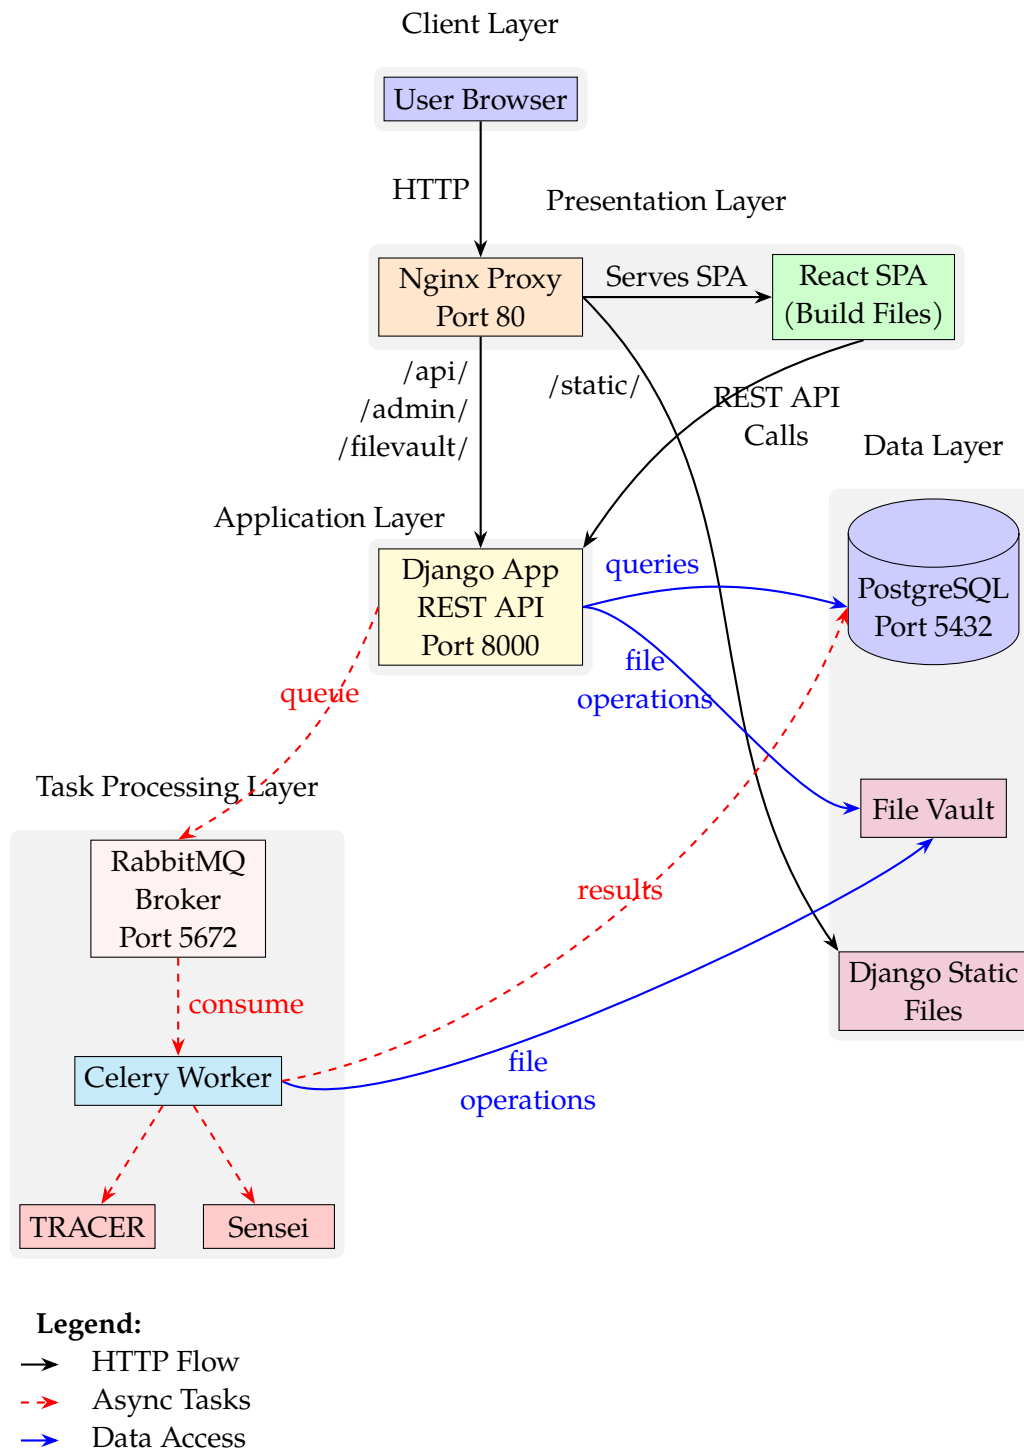 Client Layer
User Browser
HTTP
Presentation Layer
Nginx Proxy
Port 80
Serves SPA
React SPA
(Build Files)
/api/
/admin/
/filevault/
/static/
REST API
Calls
Data Layer
Application Layer
Django App
REST API
Port 8000
queries
PostgreSQL
Port 5432
file
operations
queue
Task Processing Layer
File Vault
RabbitMQ
Broker
Port 5672
results
Django Static
Files
consume
Celery Worker
file
operations
TRACER
Sensei
Legend:
HTTP Flow
Async Tasks
Data Access